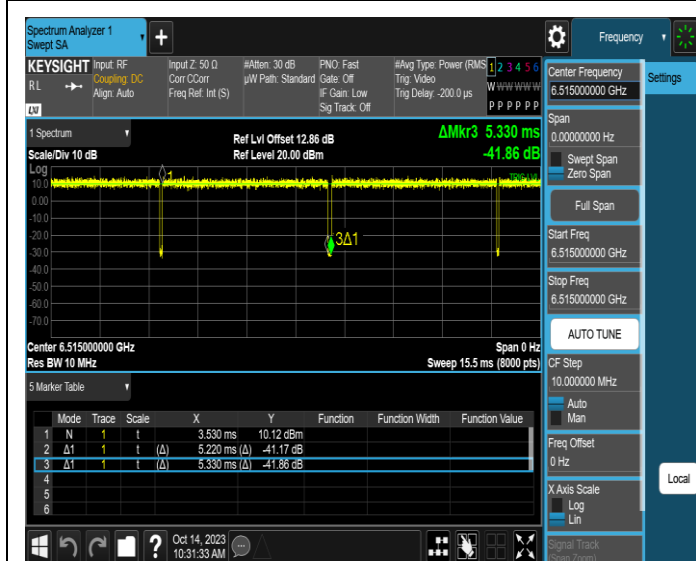 Spectrum Analyzer 1
Swept SA
+
Frequency
KEYSIGHT Input: RF Input Z: 50 Ω #Atten: 30 dB PNO: Fast #Avg Type: Power (RMS 1 2 3 4 5 6
RL Coupling: DC Corr CCorr µW Path: Standard Gate: Off Trig: Video W W W W W W
Align: Auto Freq Ref: Int (S) IF Gain: Low Trig Delay: -200.0 µs
LXI Sig Track: Off P P P P P P
1 Spectrum
Ref Lvl Offset 12.86 dB ΔMkr3 5.330 ms
Scale/Div 10 dB Ref Level 20.00 dBm -41.86 dB
Log
10.0
0.00
-10.0
-20.0
-30.0
-40.0
-50.0
-60.0
-70.0
1
3Δ1
Center 6.515000000 GHz Span 0 Hz
Res BW 10 MHz Sweep 15.5 ms (8000 pts)
5 Marker Table
Mode Trace Scale X Y Function Function Width Function Value
1 N 1 t 3.530 ms 10.12 dBm
2 Δ1 1 t (Δ) 5.220 ms (Δ) -41.17 dB
3 Δ1 1 t (Δ) 5.330 ms (Δ) -41.86 dB
4
5
6
?
Oct 14, 2023
10:31:33 AM
Center Frequency
6.515000000 GHz
Span
0.00000000 Hz
Swept Span
Zero Span
Full Span
Start Freq
6.515000000 GHz
Stop Freq
6.515000000 GHz
AUTO TUNE
CF Step
10.000000 MHz
Auto
Man
Freq Offset
0 Hz
X Axis Scale
Log
Lin
Signal Track
(Span Zoom)
Settings
Local